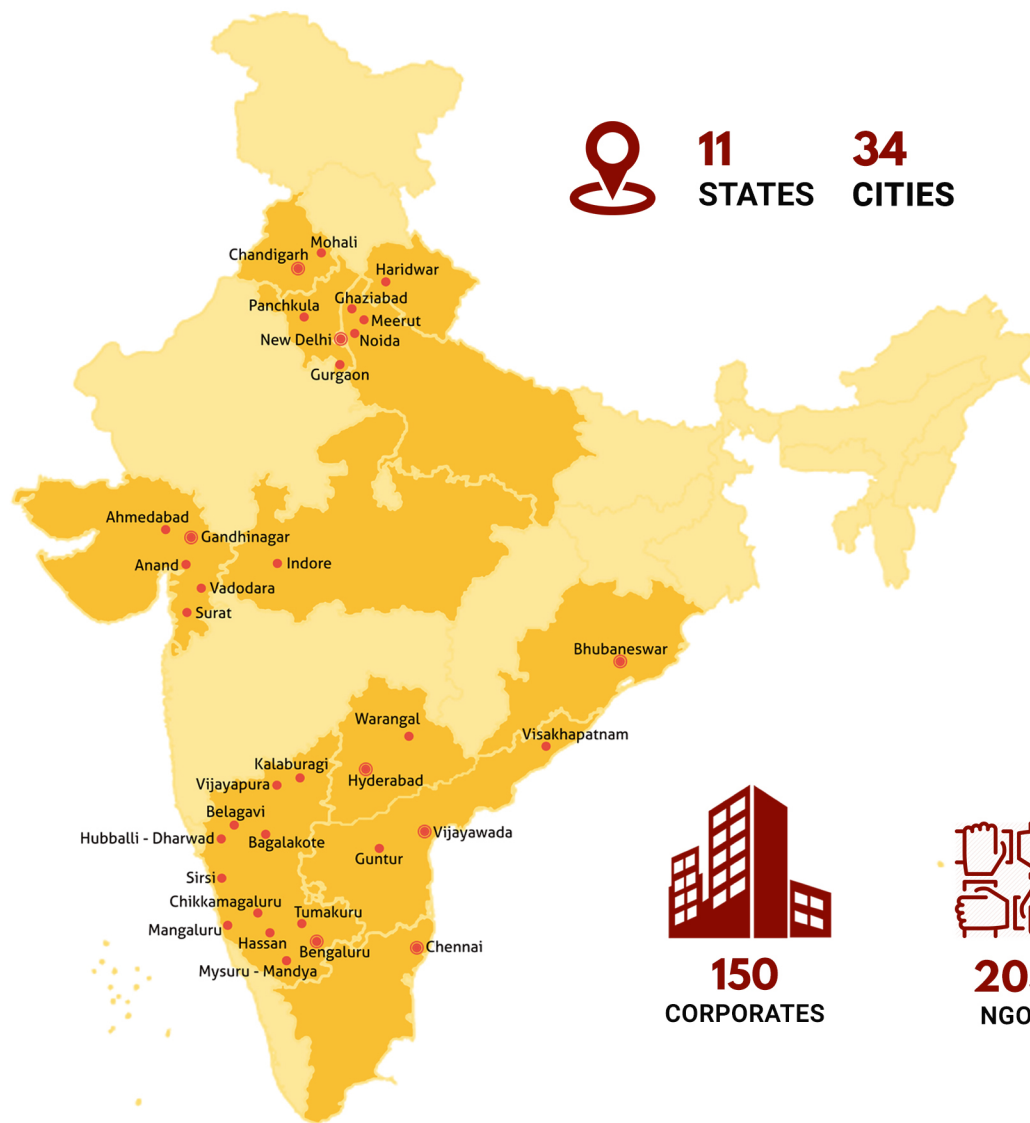 11
STATES
34
CITIES
Mohali
Chandigarh
Haridwar
Panchkula
Ghaziabad
Meerut
New Delhi
Noida
Gurgaon
Ahmedabad
Gandhinagar
Anand
Indore
Vadodara
Surat
Bhubaneswar
Warangal
Visakhapatnam
Kalaburagi
Hyderabad
Vijayapura
Belagavi
Hubballi - Dharwad
Bagalakote
Vijayawada
Guntur
Sirsi
Chikkamagaluru
Tumakuru
Mangaluru
Hassan
Bengaluru
Chennai
Mysuru - Mandya
150
CORPORATES
20
NGO